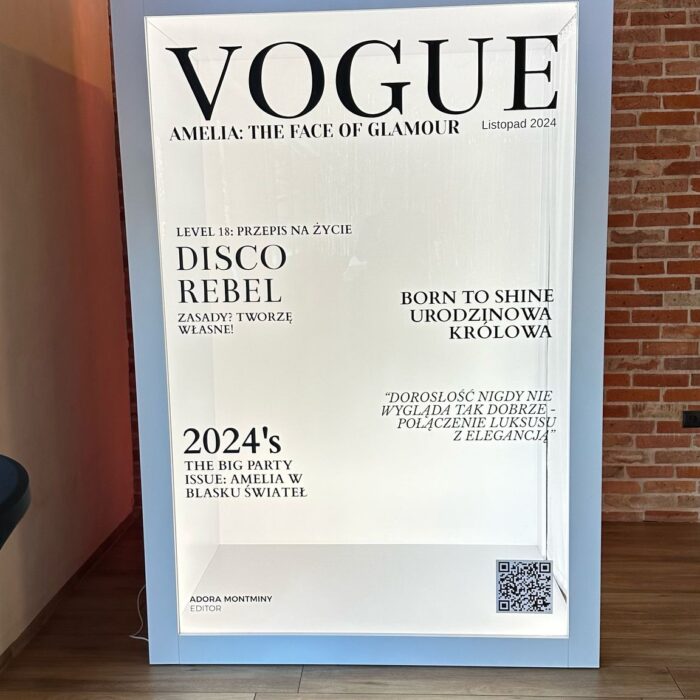 VOGUE
AMELIA: THE FACE OF GLAMOUR
Listopad 2024
LEVEL 18: PRZEPIS NA ŻYCIE
DISCO
REBEL
ZASADY? TWORZĘ
WŁASNE!
BORN TO SHINE
URODZINOWA
KRÓLOWA
“DOROSŁOŚĆ NIGDY NIE
WYGLĄDA TAK DOBRZE -
POŁĄCZENIE LUKSUSU
Z ELEGANCJĄ”
2024's
THE BIG PARTY
ISSUE: AMELIA W
BLASKU ŚWIATEŁ
ADORA MONTMINY
EDITOR